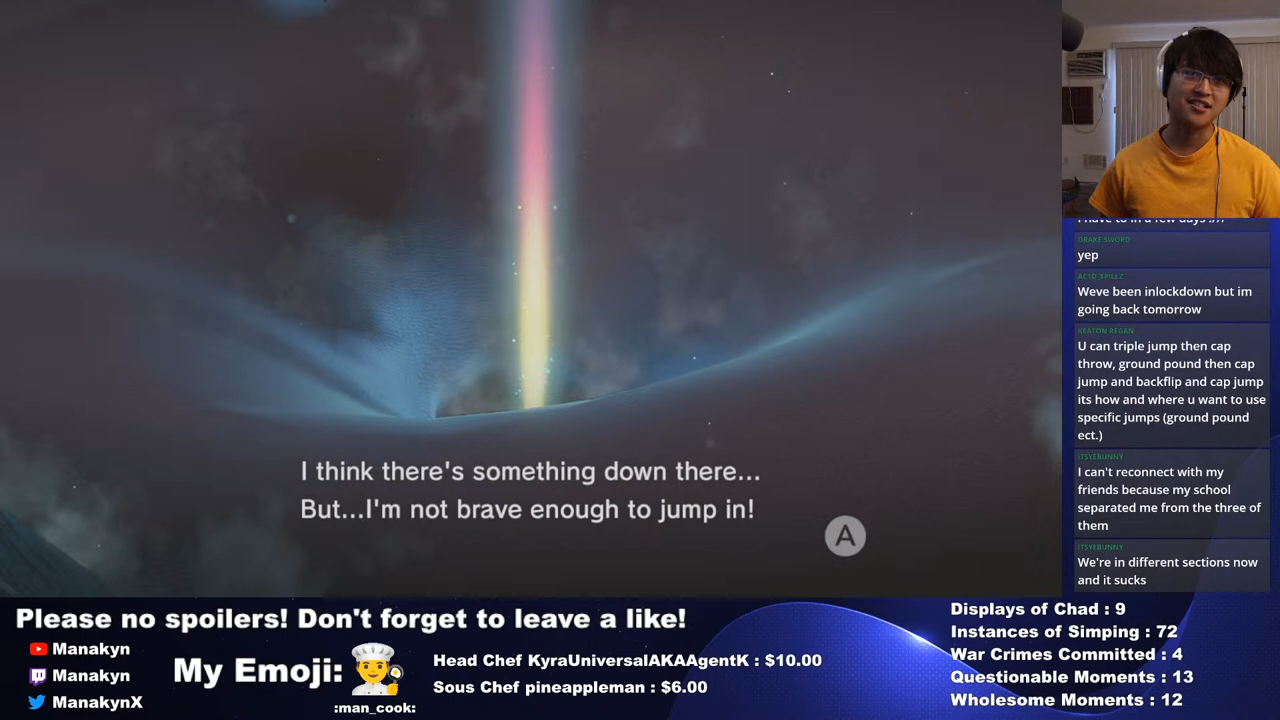 I think there's something down there...
But...I'm not brave enough to jump in!
A
DRAKE SWORD
yep
Weve been inlockdown but im
going back tomorrow
KEATON REGAN
U can triple jump then cap
throw, ground pound then cap
jump and backflip and cap jump
its how and where u want to use
specific jumps (ground pound
ect.)
ITSYEBUNNY
I can't reconnect with my
friends because my school
separated me from the three of
them
ITSYEBUNNY
We're in different sections now
and it sucks
Please no spoilers! Don't forget to leave a like!
Manakyn
Manakyn
ManakynX
My Emoji:
:man_cook:
Head Chef KyraUniversalAKAAgentK : $10.00
Sous Chef pineappleman : $6.00
Displays of Chad : 9
Instances of Simping : 72
War Crimes Committed : 4
Questionable Moments : 13
Wholesome Moments : 12